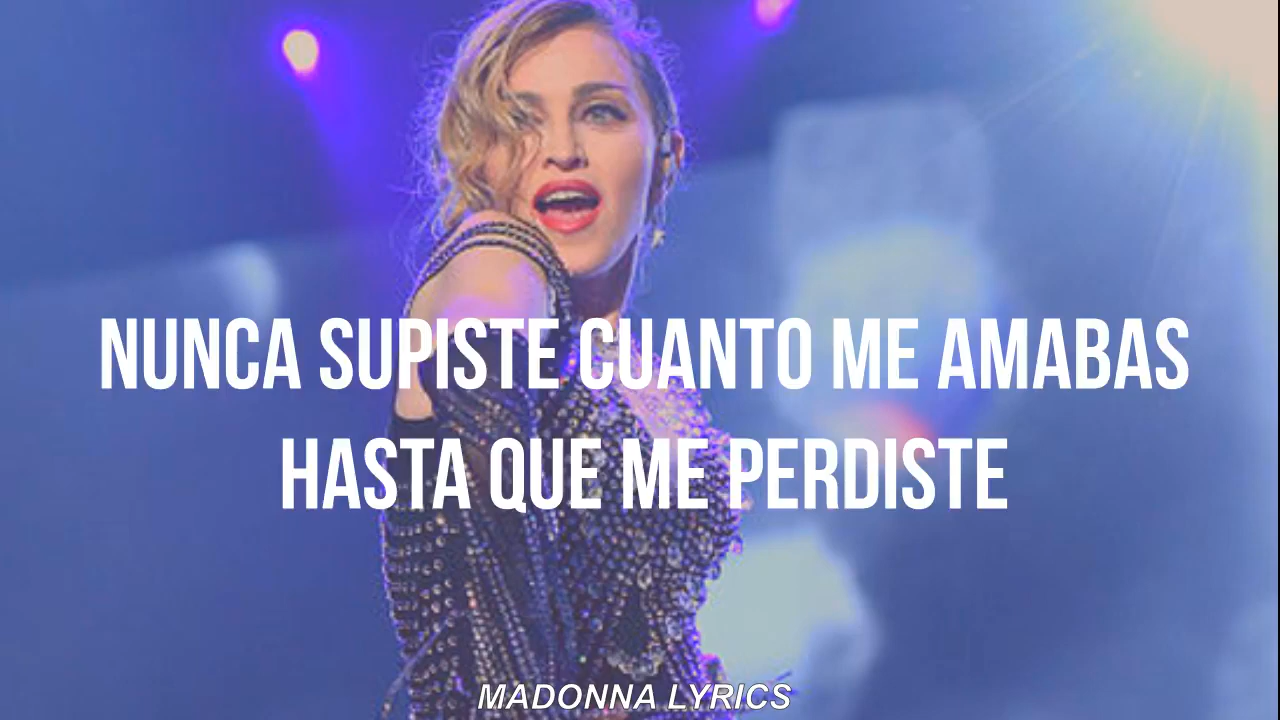 NUNCA SUPISTE CUANTO ME AMABAS
HASTA QUE ME PERDISTE
MADONNA LYRICS